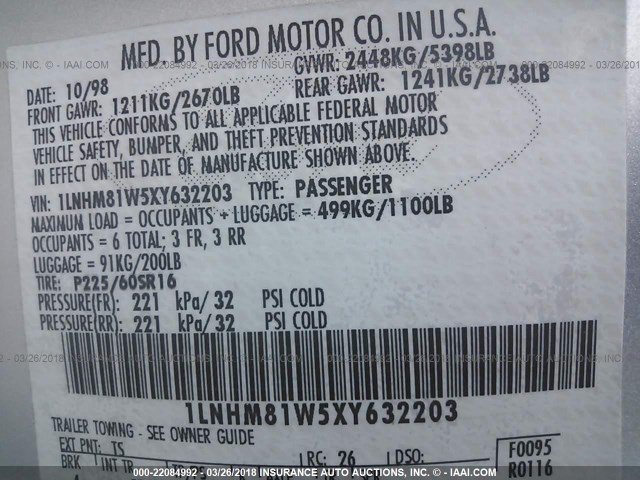 MFD. BY FORD MOTOR CO. IN U.S.A.
DATE: 10/98 GVWR: 2448KG/5398LB
FRONT GAWR: 1211KG/2670LB REAR GAWR: 1241KG/2738LB
THIS VEHICLE CONFORMS TO ALL APPLICABLE FEDERAL MOTOR
VEHICLE SAFETY, BUMPER, AND THEFT PREVENTION STANDARDS
IN EFFECT ON THE DATE OF MANUFACTURE SHOWN ABOVE.
VIN: 1LNHM81W5XY632203 TYPE: PASSENGER
MAXIMUM LOAD = OCCUPANTS + LUGGAGE = 499KG/1100LB
OCCUPANTS = 6 TOTAL; 3 FR, 3 RR
LUGGAGE = 91KG/200LB
TIRE: P225/60SR16
PRESSURE(FR): 221 kPa/ 32 PSI COLD
PRESSURE(RR): 221 kPa/ 32 PSI COLD
1LNHM81W5XY632203
TRAILER TOWING - SEE OWNER GUIDE
EXT PNT: TS LRC: 26 LDSO: F0095
BRK INT TR R0116
000-22084992 - 03/26/2018 INSURANCE AUTO AUCTIONS, INC. - IAAI.COM